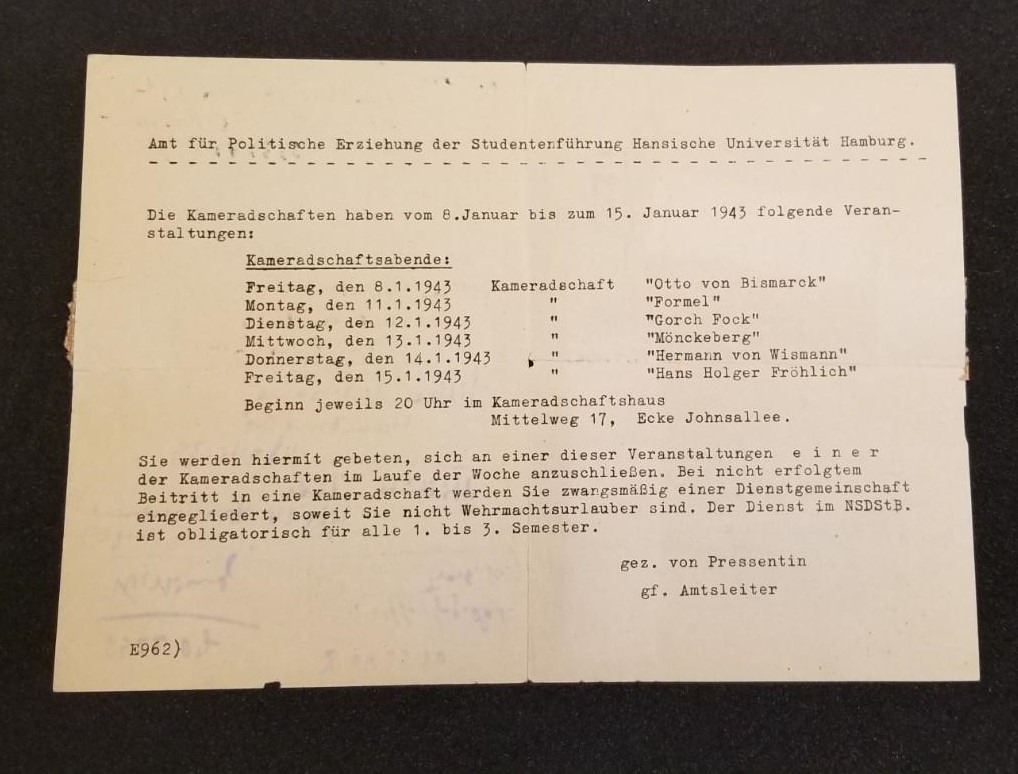 Amt für Politische Erziehung der Studentenführung Hansische Universität Hamburg.
Die Kameradschaften haben vom 8.Januar bis zum 15. Januar 1943 folgende Veran-
staltungen:
Kameradschaftsabende:
Freitag, den 8.1.1943 Kameradschaft "Otto von Bismarck"
Montag, den 11.1.1943 " "Formel"
Dienstag, den 12.1.1943 " "Gorch Fock"
Mittwoch, den 13.1.1943 " "Mönckeberg"
Donnerstag, den 14.1.1943 " "Hermann von Wismann"
Freitag, den 15.1.1943 " "Hans Holger Fröhlich"
Beginn jeweils 20 Uhr im Kameradschaftshaus
Mittelweg 17, Ecke Johnsallee.
Sie werden hiermit gebeten, sich an einer dieser Veranstaltungen e i n e r
der Kameradschaften im Laufe der Woche anzuschließen. Bei nicht erfolgtem
Beitritt in eine Kameradschaft werden Sie zwangsmäßig einer Dienstgemeinschaft
eingegliedert, soweit Sie nicht Wehrmachtsurlauber sind. Der Dienst im NSDStB.
ist obligatorisch für alle 1. bis 3. Semester.
gez. von Pressentin
gf. Amtsleiter
E962)